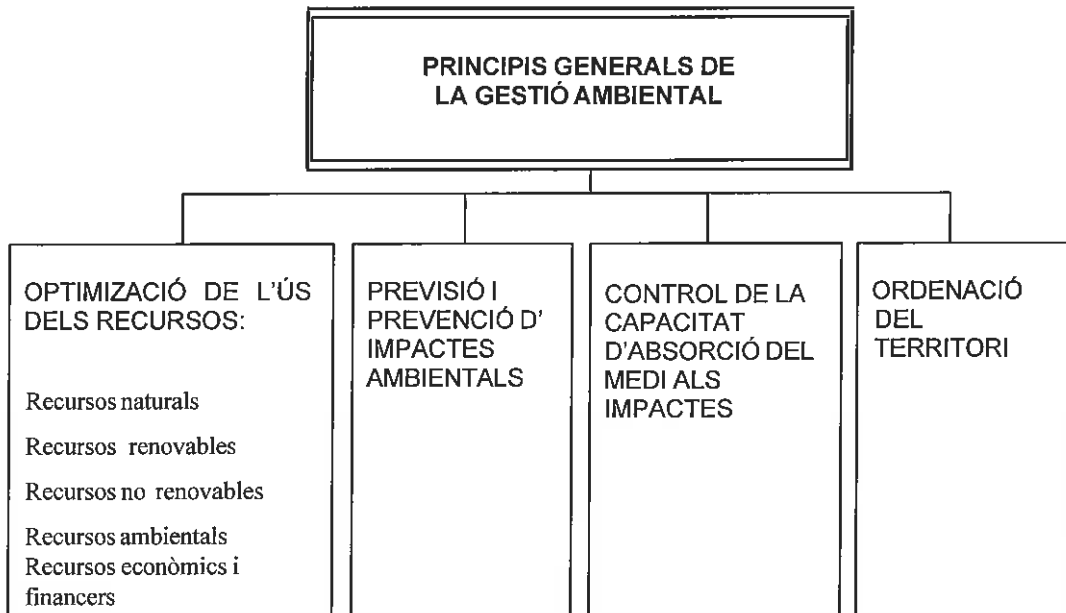 PRINCIPIS GENERALS DE
LA GESTIÓ AMBIENTAL
OPTIMIZACIÓ DE L'ÚS
DELS RECURSOS:
Recursos naturals
Recursos renovables
Recursos no renovables
Recursos ambientals
Recursos econòmics i
financers
PREVISIÓ I
PREVENCIÓ D'
IMPACTES
AMBIENTALS
CONTROL DE LA
CAPACITAT
D'ABSORCIÓ DEL
MEDI ALS
IMPACTES
ORDENACIÓ
DEL
TERRITORI